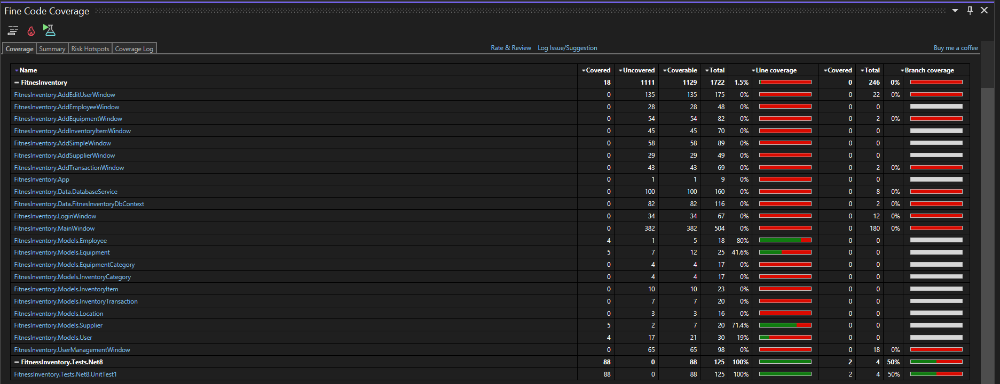 Fine Code Coverage
Coverage Summary Risk Hotspots Coverage Log Rate & Review Log Issue/Suggestion Buy me a coffee
Name Covered Uncovered Coverable Total Line coverage Covered Total Branch coverage
FitnesInventory 18 1111 1129 1722 1.5% 0 246 0%
FitnesInventory.AddEditUserWindow 0 135 135 175 0% 0 22 0%
FitnesInventory.AddEmployeeWindow 0 28 28 48 0% 0 0
FitnesInventory.AddEquipmentWindow 0 54 54 82 0% 0 2 0%
FitnesInventory.AddInventoryItemWindow 0 45 45 70 0% 0 0
FitnesInventory.AddSimpleWindow 0 58 58 89 0% 0 0
FitnesInventory.AddSupplierWindow 0 29 29 49 0% 0 0
FitnesInventory.AddTransactionWindow 0 43 43 69 0% 0 2 0%
FitnesInventory.App 0 1 1 9 0% 0 0
FitnesInventory.Data.DatabaseService 0 100 100 160 0% 0 8 0%
FitnesInventory.Data.FitnesInventoryDbContext 0 82 82 116 0% 0 2 0%
FitnesInventory.LoginWindow 0 34 34 67 0% 0 12 0%
FitnesInventory.MainWindow 0 382 382 504 0% 0 180 0%
FitnesInventory.Models.Employee 4 1 5 18 80% 0 0
FitnesInventory.Models.Equipment 5 7 12 25 41.6% 0 0
FitnesInventory.Models.EquipmentCategory 0 4 4 17 0% 0 0
FitnesInventory.Models.InventoryCategory 0 4 4 17 0% 0 0
FitnesInventory.Models.InventoryItem 0 10 10 23 0% 0 0
FitnesInventory.Models.InventoryTransaction 0 7 7 20 0% 0 0
FitnesInventory.Models.Location 0 3 3 16 0% 0 0
FitnesInventory.Models.Supplier 5 2 7 20 71.4% 0 0
FitnesInventory.Models.User 4 17 21 30 19% 0 0
FitnesInventory.UserManagementWindow 0 65 65 98 0% 0 18 0%
FitnessInventory.Tests.Net8 88 0 88 125 100% 2 4 50%
FitnessInventory.Tests.Net8.UnitTest1 88 0 88 125 100% 2 4 50%